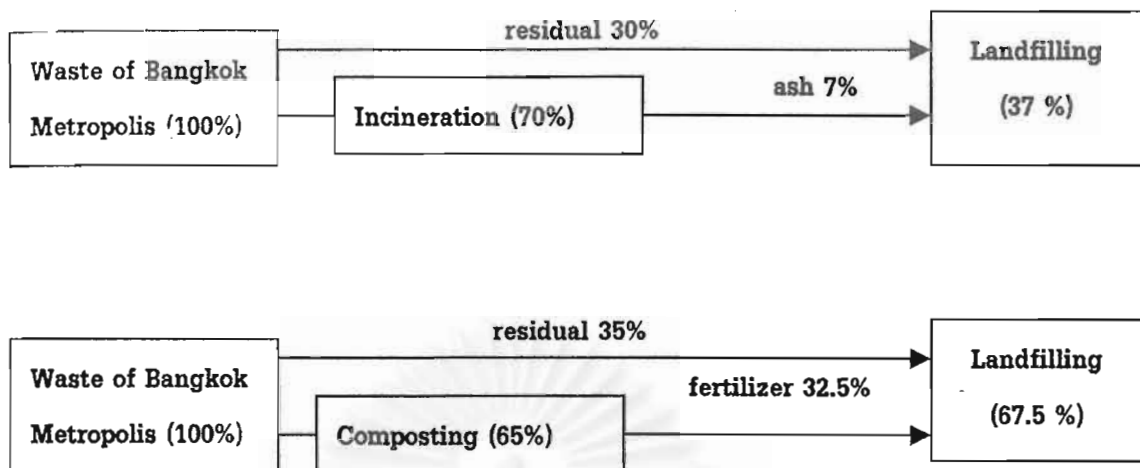 residual 30%
Waste of Bangkok
Metropolis (100%)
Incineration (70%)
ash 7%
Landfilling
(37 %)
residual 35%
Waste of Bangkok
Metropolis (100%)
Composting (65%)
fertilizer 32.5%
Landfilling
(67.5 %)